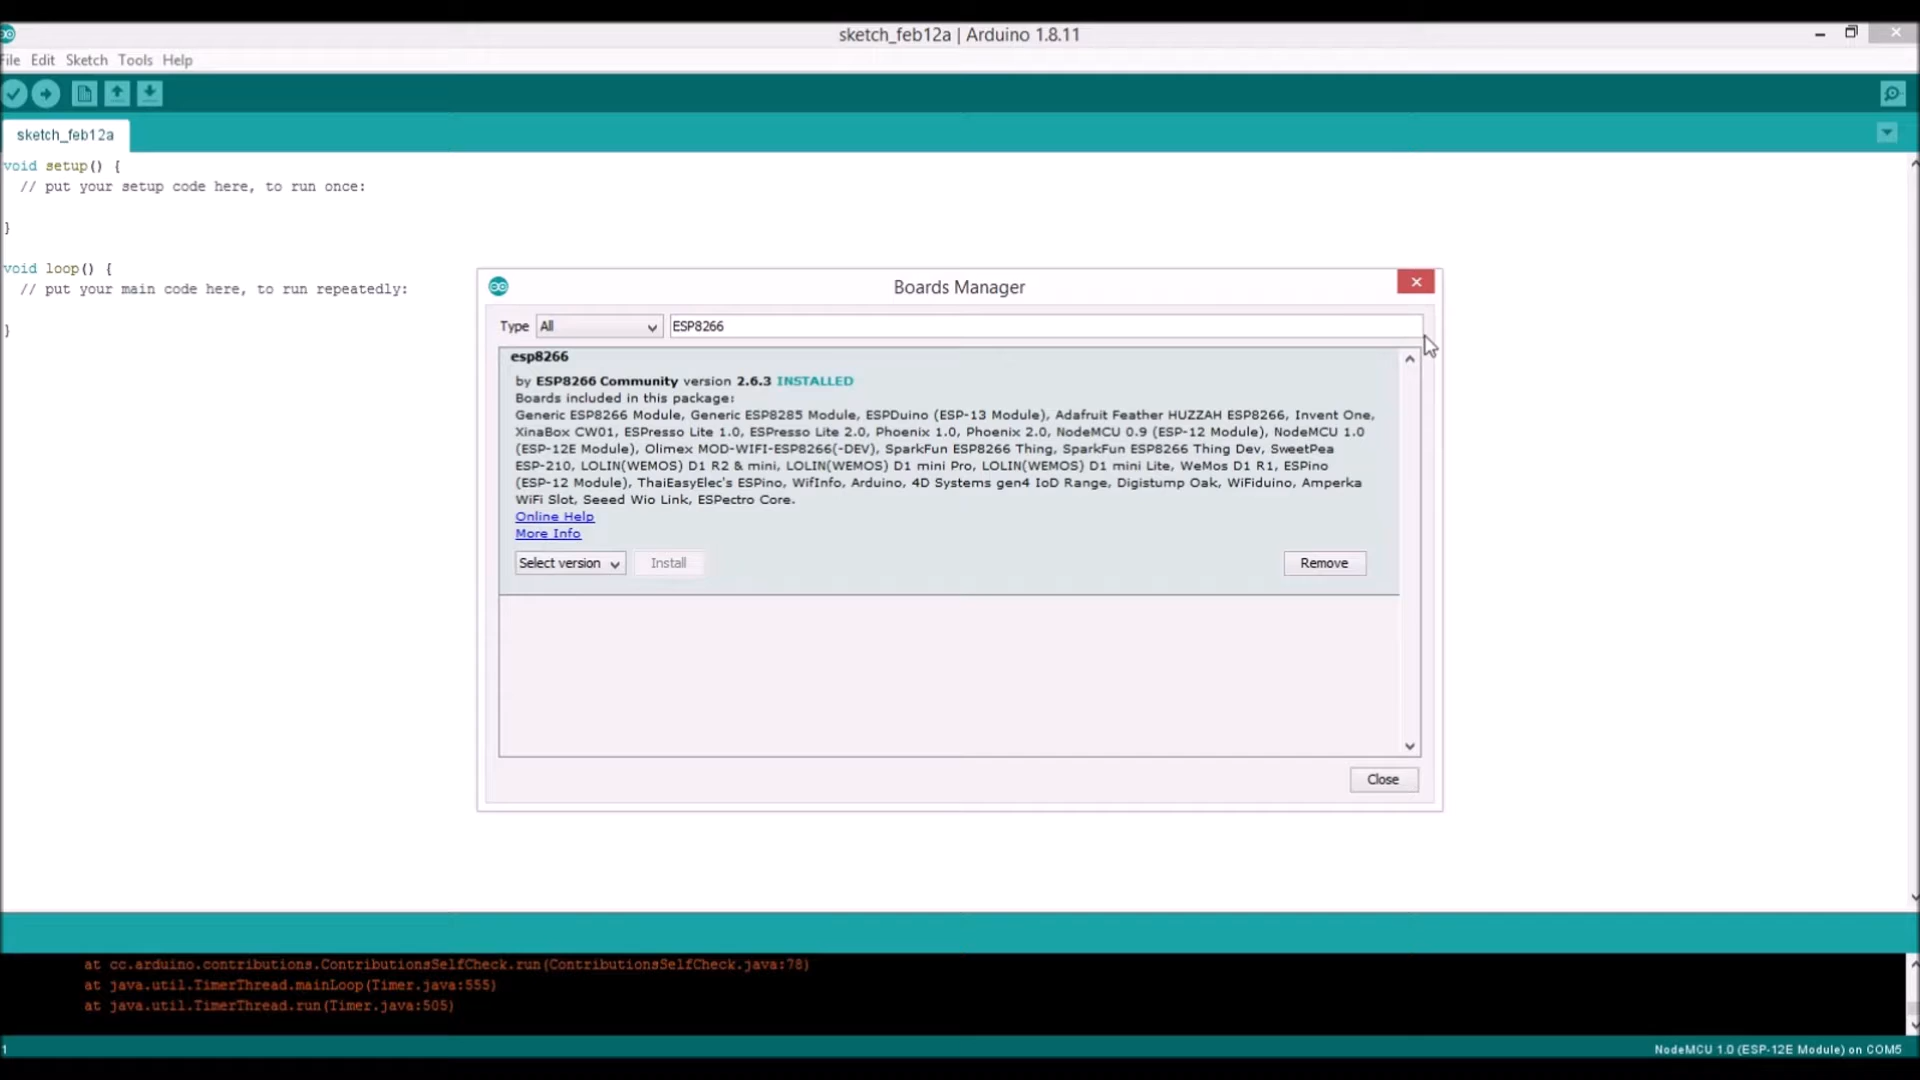 sketch_feb12a | Arduino 1.8.11
File Edit Sketch Tools Help
sketch_feb12a
void setup() {
// put your setup code here, to run once:
}
void loop() {
// put your main code here, to run repeatedly:
}
Boards Manager
Type All ESP8266
esp8266
by ESP8266 Community version 2.6.3 INSTALLED
Boards included in this package:
Generic ESP8266 Module, Generic ESP8285 Module, ESPDuino (ESP-13 Module), Adafruit Feather HUZZAH ESP8266, Invent One,
XinaBox CW01, ESPresso Lite 1.0, ESPresso Lite 2.0, Phoenix 1.0, Phoenix 2.0, NodeMCU 0.9 (ESP-12 Module), NodeMCU 1.0
(ESP-12E Module), Olimex MOD-WIFI-ESP8266(-DEV), SparkFun ESP8266 Thing, SparkFun ESP8266 Thing Dev, SweetPea
ESP-210, LOLIN(WEMOS) D1 R2 & mini, LOLIN(WEMOS) D1 mini Pro, LOLIN(WEMOS) D1 mini Lite, WeMos D1 R1, ESPino
(ESP-12 Module), ThaiEasyElec's ESPino, WifInfo, Arduino, 4D Systems gen4 IoD Range, Digistump Oak, WiFiduino, Amperka
WiFi Slot, Seeed Wio Link, ESPectro Core.
Online Help
More Info
Select version Install Remove
Close
at cc.arduino.contributions.ContributionsSelfCheck.run(ContributionsSelfCheck.java:78)
at java.util.TimerThread.mainLoop(Timer.java:555)
at java.util.TimerThread.run(Timer.java:505)
1 NodeMCU 1.0 (ESP-12E Module) on COM5